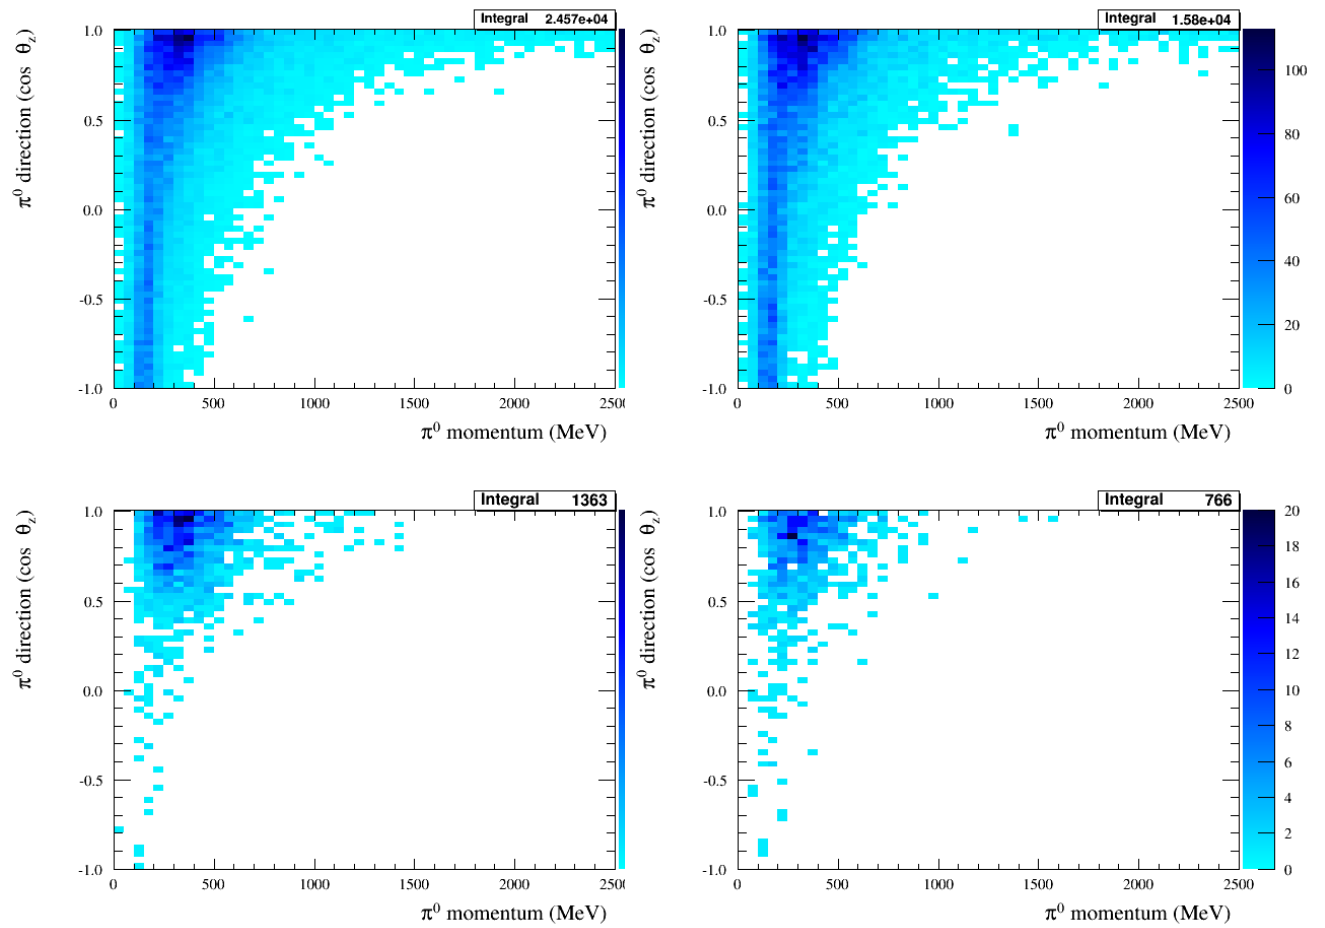 Integral 2.457e+04
π⁰ direction (cos θz)
1.0
0.5
0.0
-0.5
-1.0
0 500 1000 1500 2000 2500
π⁰ momentum (MeV)
Integral 1.58e+04
π⁰ direction (cos θz)
1.0
0.5
0.0
-0.5
-1.0
0 500 1000 1500 2000 2500
π⁰ momentum (MeV)
100
80
60
40
20
0
Integral 1363
π⁰ direction (cos θz)
1.0
0.5
0.0
-0.5
-1.0
0 500 1000 1500 2000 2500
π⁰ momentum (MeV)
Integral 766
π⁰ direction (cos θz)
1.0
0.5
0.0
-0.5
-1.0
0 500 1000 1500 2000 2500
π⁰ momentum (MeV)
20
18
16
14
12
10
8
6
4
2
0